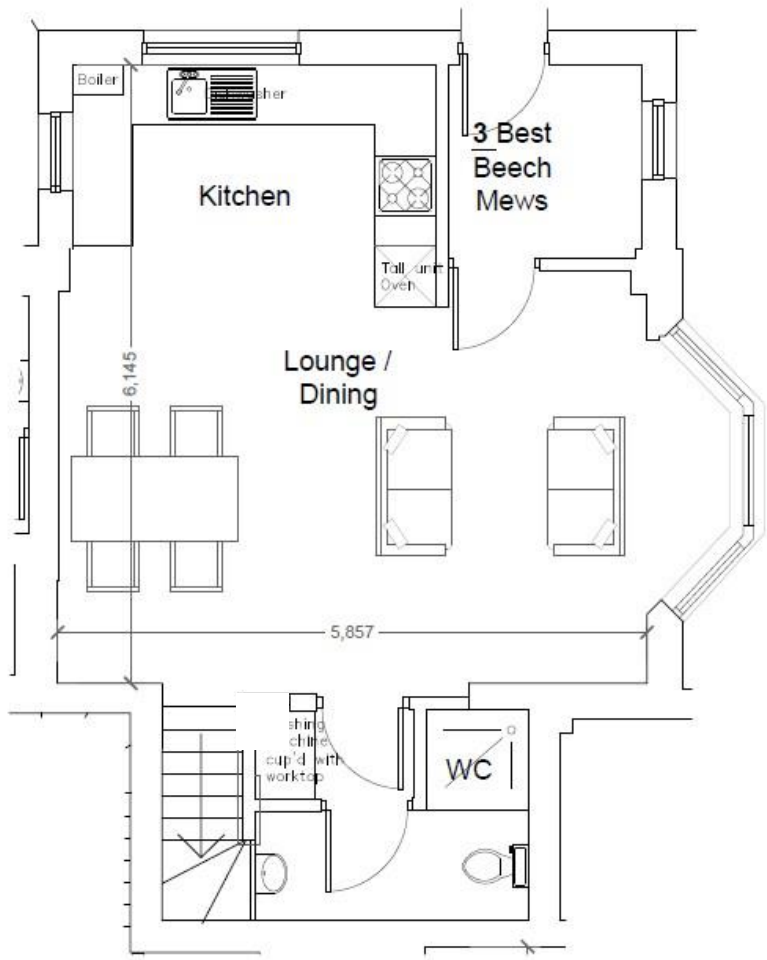 Boiler
3 Best
Beech
Mews
Kitchen
Tall unit
Oven
Lounge /
Dining
6,145
5,857
cup'd with
worktop
WC